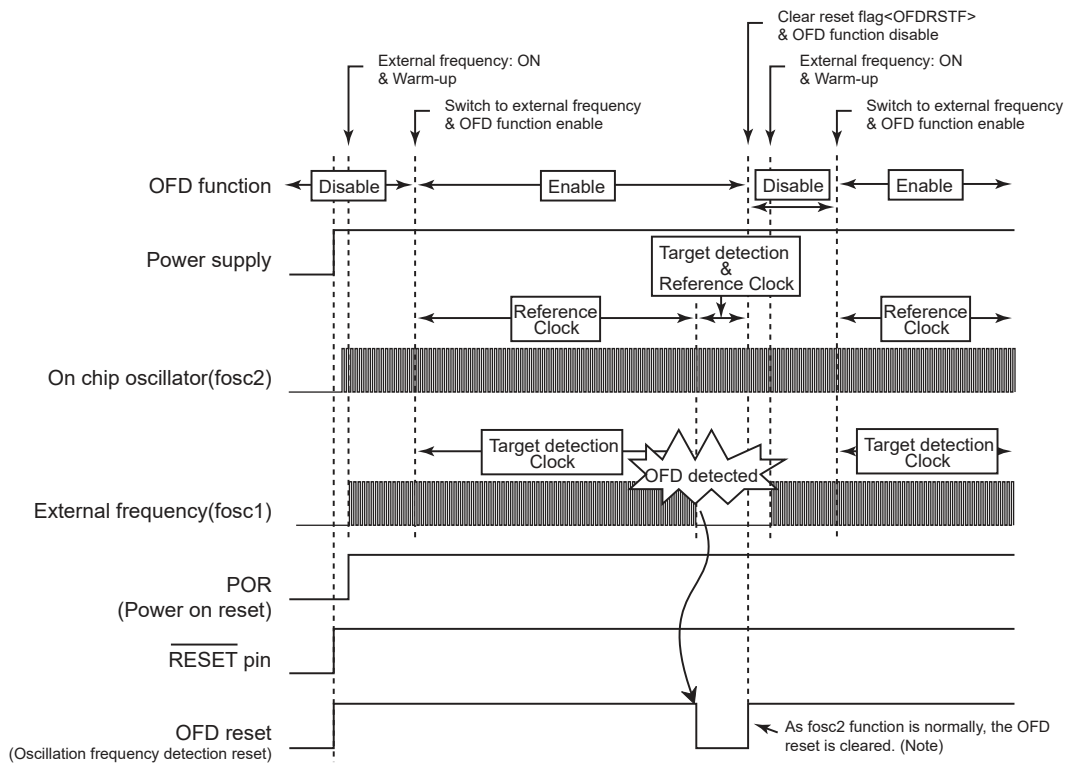 Clear reset flag<OFDRSTF>
& OFD function disable
External frequency: ON
& Warm-up
External frequency: ON
& Warm-up
Switch to external frequency
& OFD function enable
Switch to external frequency
& OFD function enable
OFD function
Disable
Enable
Disable
Enable
Power supply
Target detection
&
Reference Clock
Reference
Clock
Reference
Clock
On chip oscillator(fosc2)
Target detection
Clock
OFD detected
Target detection
Clock
External frequency(fosc1)
POR
(Power on reset)
RESET pin
OFD reset
(Oscillation frequency detection reset)
As fosc2 function is normally, the OFD
reset is cleared. (Note)